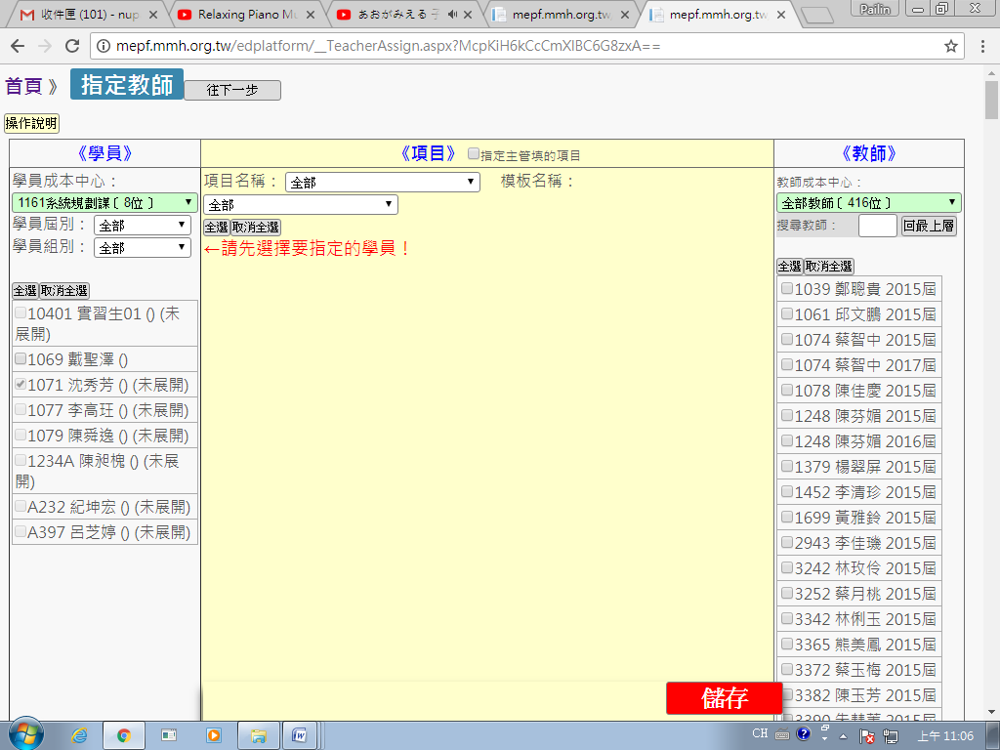 收件匣 (101) - nup
Relaxing Piano Mu
あおがみえる 子
mepf.mmh.org.tw
mepf.mmh.org.tw
Pailin
mepf.mmh.org.tw/edplatform/__TeacherAssign.aspx?McpKiH6kCcCmXIBC6G8zxA==
首頁 》 指定教師 往下一步
操作說明
《學員》
學員成本中心：
1161系統規劃課〔 8位 〕
學員屆別： 全部
學員組別： 全部
全選 取消全選
10401 實習生01 () (未
展開)
1069 戴聖澤 ()
1071 沈秀芳 () (未展開)
1077 李高玨 () (未展開)
1079 陳舜逸 () (未展開)
1234A 陳昶槐 () (未展
開)
A232 紀坤宏 () (未展開)
A397 呂芝婷 () (未展開)
《項目》 指定主管填的項目
項目名稱： 全部 模板名稱：
全部
全選 取消全選
←請先選擇要指定的學員！
儲存
《教師》
教師成本中心：
全部教師〔 416位 〕
搜尋教師： 回最上層
全選 取消全選
1039 鄭聰貴 2015屆
1061 邱文鵬 2015屆
1074 蔡智中 2015屆
1074 蔡智中 2017屆
1078 陳佳慶 2015屆
1248 陳芬媚 2015屆
1248 陳芬媚 2016屆
1379 楊翠屏 2015屆
1452 李清珍 2015屆
1699 黃雅鈴 2015屆
2943 李佳璣 2015屆
3242 林玫伶 2015屆
3252 蔡月桃 2015屆
3342 林俐玉 2015屆
3365 熊美鳳 2015屆
3372 蔡玉梅 2015屆
3382 陳玉芳 2015屆
CH
上午 11:06